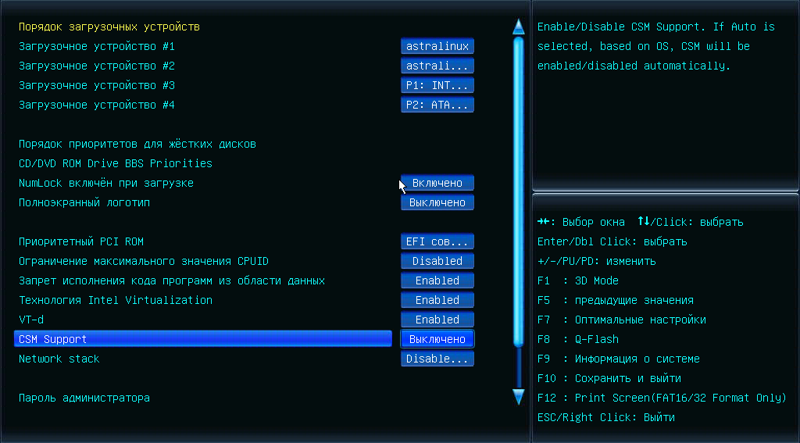 Порядок загрузочных устройств
Загрузочное устройство #1 astralinux
Загрузочное устройство #2 astrali...
Загрузочное устройство #3 P1: INT...
Загрузочное устройство #4 P2: ATA...
Порядок приоритетов для жёстких дисков
CD/DVD ROM Drive BBS Priorities
NumLock включён при загрузке Включено
Полноэкранный логотип Выключено
Приоритетный PCI ROM EFI сов...
Ограничение максимального значения CPUID Disabled
Запрет исполнения кода программ из области данных Enabled
Технология Intel Virtualization Enabled
VT-d Enabled
CSM Support Выключено
Network stack Disable...
Пароль администратора
Enable/Disable CSM Support. If Auto is
selected, based on OS, CSM will be
enabled/disabled automatically.
→←: Выбор окна ↑↓/Click: выбрать
Enter/Dbl Click: выбрать
+/-/PU/PD: изменить
F1 : 3D Mode
F5 : предыдущие значения
F7 : Оптимальные настройки
F8 : Q-Flash
F9 : Информация о системе
F10 : Сохранить и выйти
F12 : Print Screen(FAT16/32 Format Only)
ESC/Right Click: Выйти